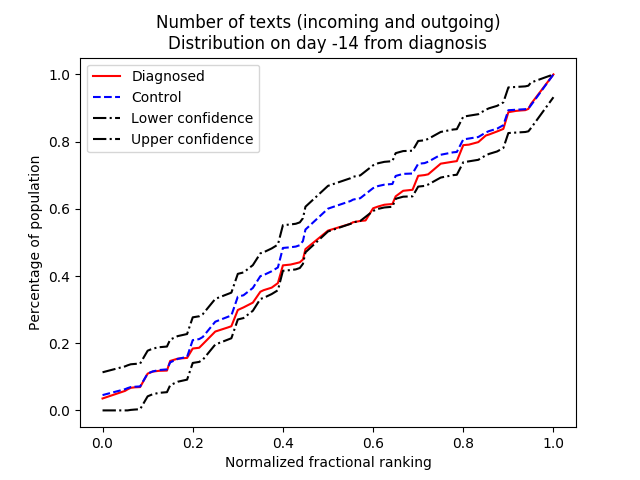 Number of texts (incoming and outgoing)
Distribution on day -14 from diagnosis
Diagnosed
Control
Lower confidence
Upper confidence
Percentage of population
1.0
0.8
0.6
0.4
0.2
0.0
0.0 0.2 0.4 0.6 0.8 1.0
Normalized fractional ranking